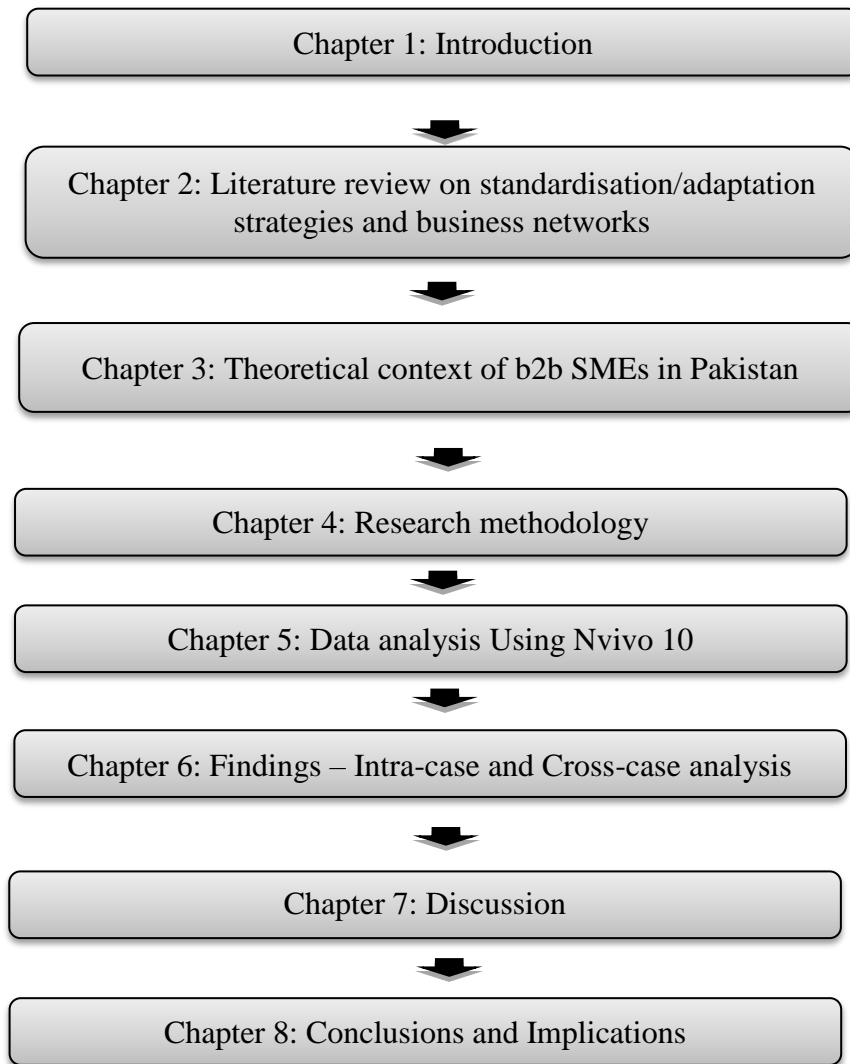 Chapter 1: Introduction
Chapter 2: Literature review on standardisation/adaptation
strategies and business networks
Chapter 3: Theoretical context of b2b SMEs in Pakistan
Chapter 4: Research methodology
Chapter 5: Data analysis Using Nvivo 10
Chapter 6: Findings – Intra-case and Cross-case analysis
Chapter 7: Discussion
Chapter 8: Conclusions and Implications